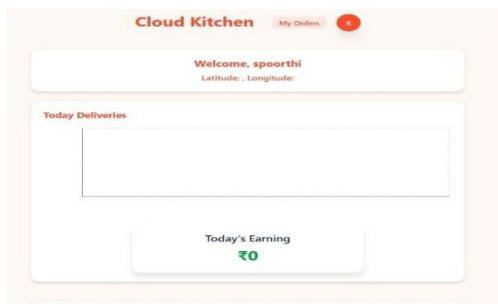 Cloud Kitchen My Orders S
Welcome, spoorthi
Latitude: , Longitude:
Today Deliveries
Today's Earning
₹0